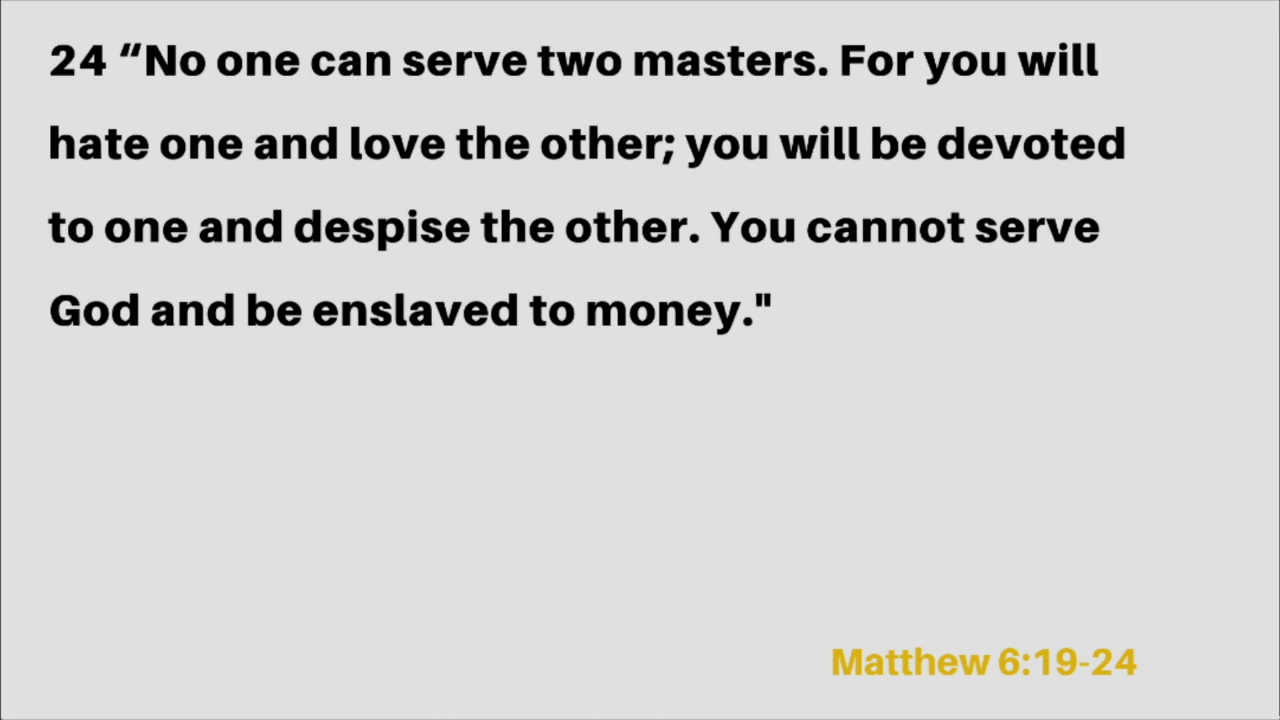 24 “No one can serve two masters. For you will
hate one and love the other; you will be devoted
to one and despise the other. You cannot serve
God and be enslaved to money."
Matthew 6:19-24